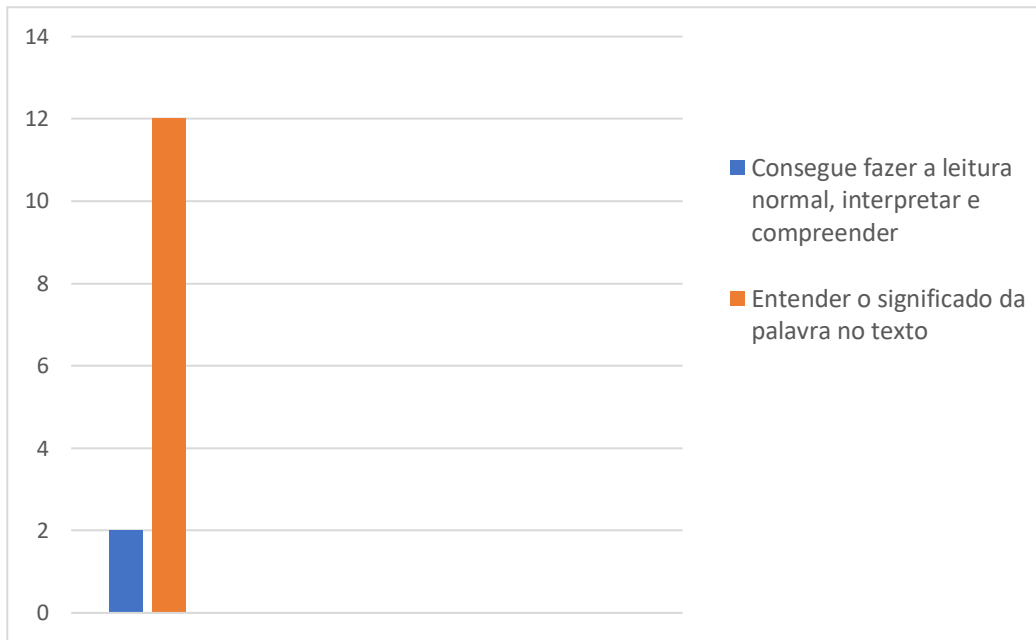 14
12
10
8
6
4
2
0
Consegue fazer a leitura
normal, interpretar e
compreender
Entender o significado da
palavra no texto